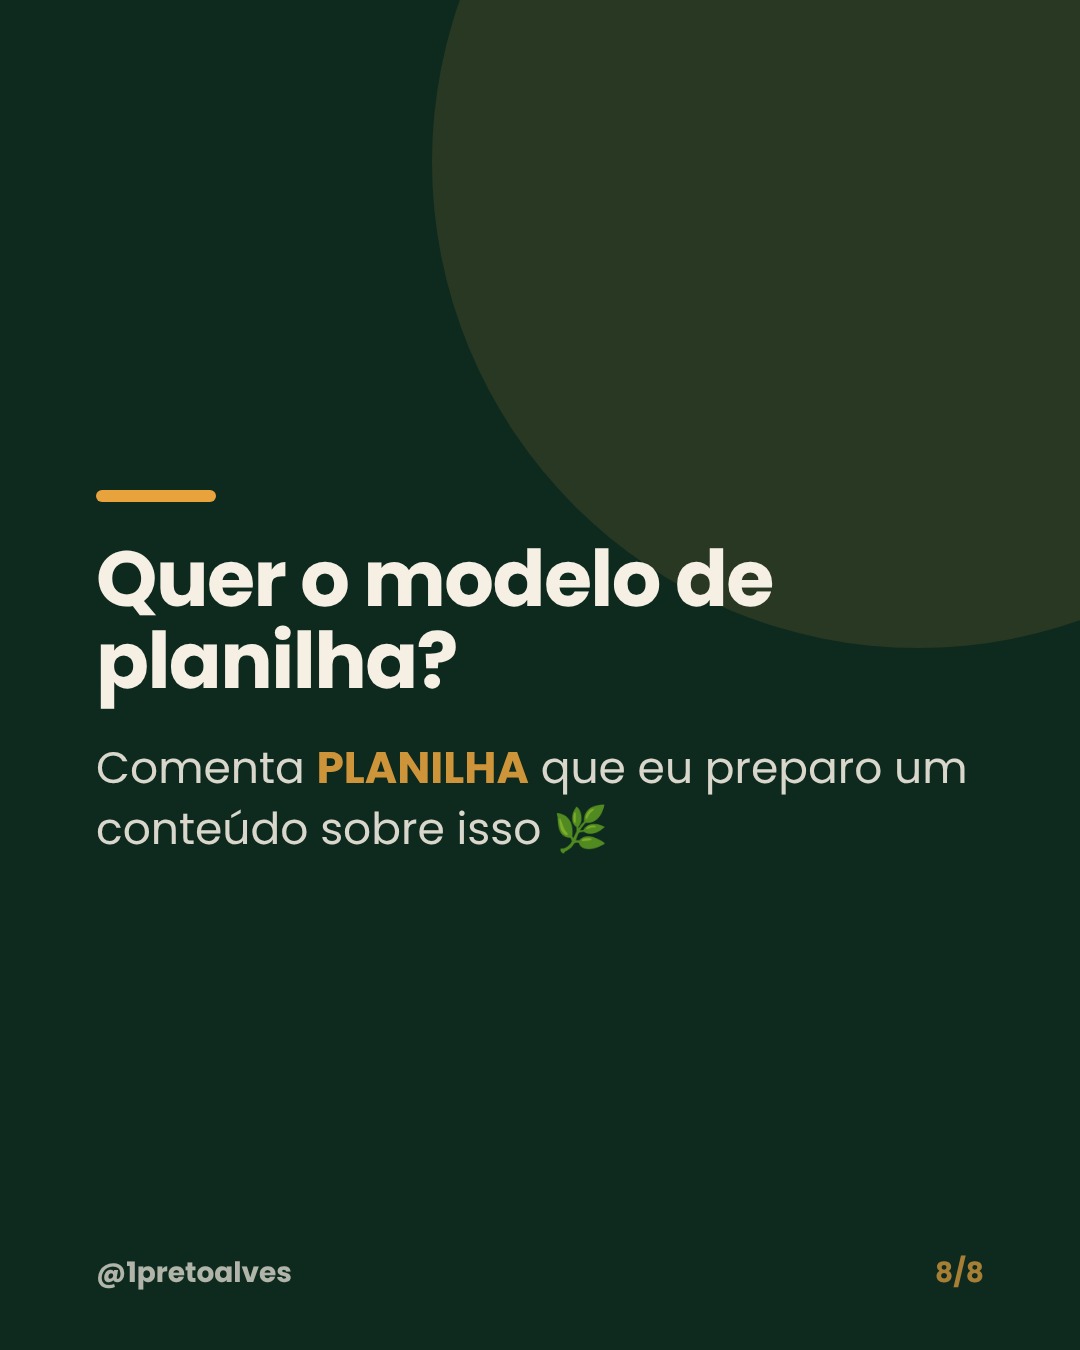 Quer o modelo de
planilha?
Comenta PLANILHA que eu preparo um
conteúdo sobre isso 🌿
@1pretoalves
8/8